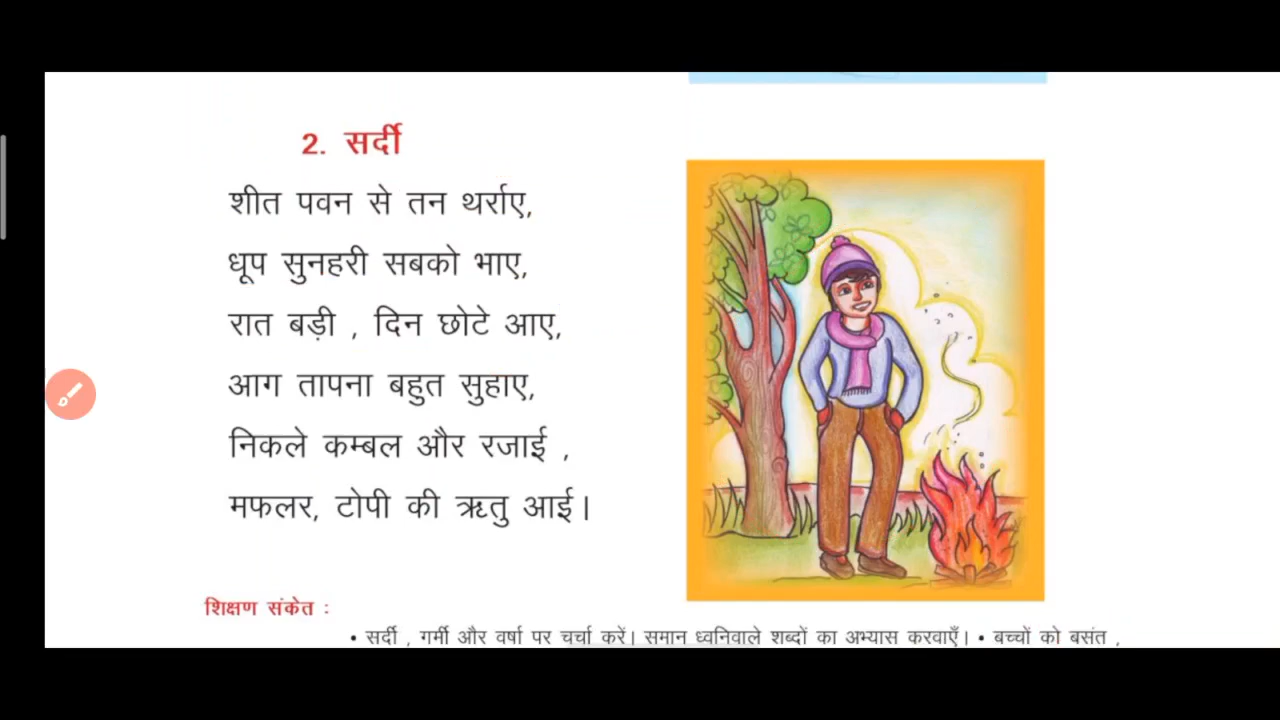 2. सर्दी
शीत पवन से तन थर्राए,
धूप सुनहरी सबको भाए,
रात बड़ी , दिन छोटे आए,
आग तापना बहुत सुहाए,
निकले कम्बल और रजाई ,
मफलर, टोपी की ऋतु आई।
शिक्षण संकेत :
• सर्दी , गर्मी और वर्षा पर चर्चा करें। समान ध्वनिवाले शब्दों का अभ्यास करवाएँ। • बच्चों को बसंत ,